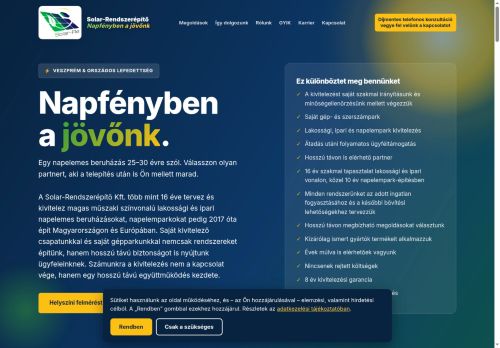 Solar-Rendszerépítő
Napfényben a jövőnk
Megoldások
Így dolgozunk
Rólunk
GYIK
Karrier
Kapcsolat
Díjmentes telefonos konzultáció
vegye fel velünk a kapcsolatot
VESZPRÉM & ORSZÁGOS LEFEDETTSÉG
Napfényben
a jövőnk.
Egy napelemes beruházás 25–30 évre szól. Válasszon olyan
partnert, aki a telepítés után is Ön mellett marad.
A Solar-Rendszerépítő Kft. több mint 16 éve tervez és
kivitelez magas műszaki színvonalú lakossági és ipari
napelemes beruházásokat, napelemparkokat pedig 2017 óta
épít Magyarországon és Európában. Saját kivitelező
csapatunkkal és saját gépparkunkkal nemcsak rendszereket
építünk, hanem hosszú távú biztonságot is nyújtunk
ügyfeleinknek. Számunkra a kivitelezés nem a kapcsolat
vége, hanem egy hosszú távú együttműködés kezdete.
Helyszíni felmérést
Ez különböztet meg bennünket
✓ A kivitelezést saját szakmai irányításunk és
minőségellenőrzésünk mellett végezzük
✓ Saját gép- és szerszámpark
✓ Lakossági, ipari és napelempark kivitelezés
✓ Átadás utáni folyamatos ügyféltámogatás
✓ Hosszú távon is elérhető partner
✓ 16 év szakmai tapasztalat lakossági és ipari
vonalon, közel 10 év napelempark-építésben
✓ Minden rendszerünket az adott ingatlan
fogyasztásához és a későbbi bővítési
lehetőségekhez tervezzük
✓ Hosszú távon megbízható megoldásokat választunk
✓ Kizárólag ismert gyártók termékeit alkalmazzuk
✓ Évek múlva is elérhetőek vagyunk
✓ Nincsenek rejtett költségek
✓ 8 év kivitelezési garancia
és
Sütiket használunk az oldal működéséhez, és – az Ön hozzájárulásával – elemzési, valamint hirdetési
célból. A „Rendben” gombbal ezekhez hozzájárul. Részletek az adatkezelési tájékoztatóban.
Rendben
Csak a szükséges